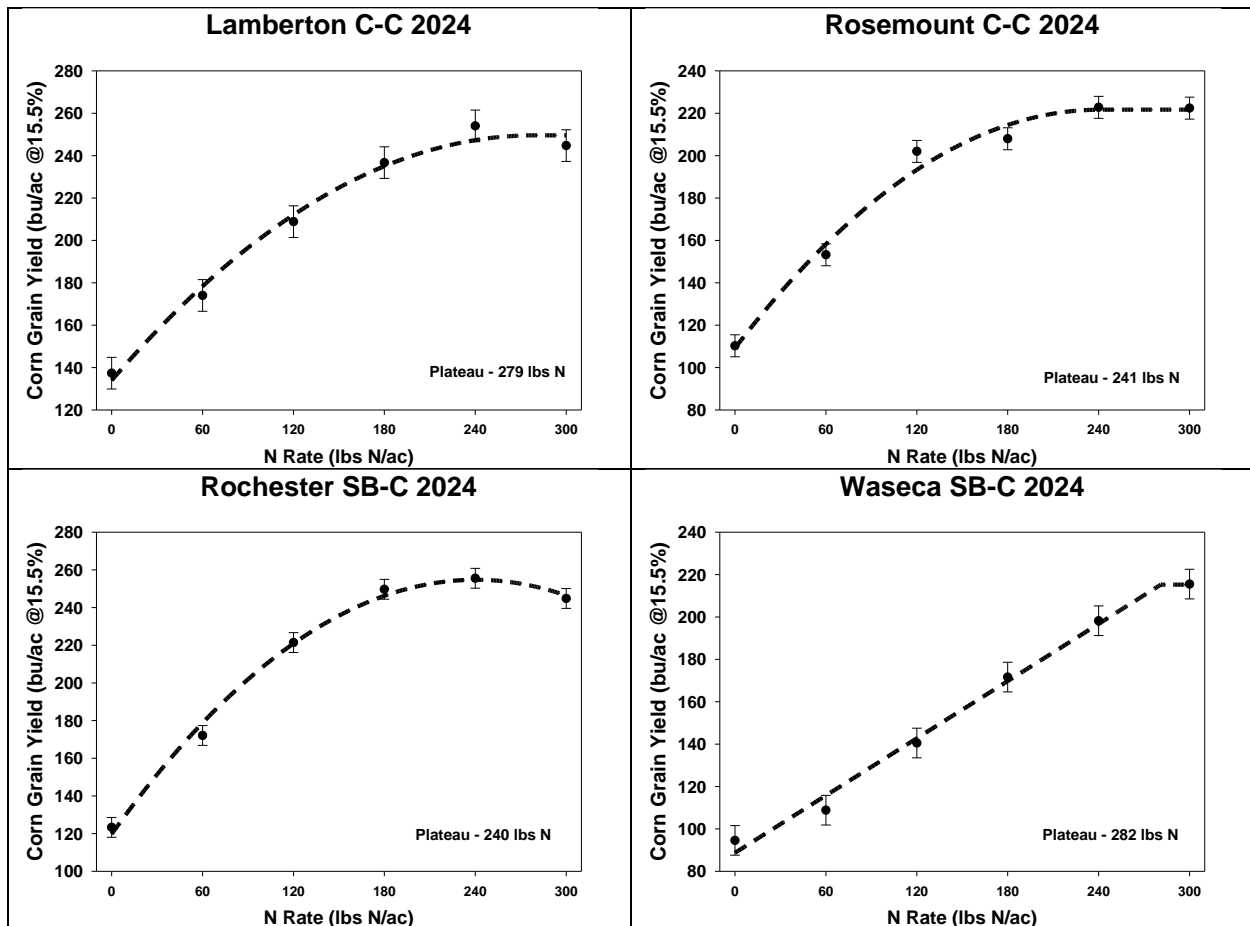 Lamberton C-C 2024
Corn Grain Yield (bu/ac @15.5%)
280
260
240
220
200
180
160
140
120
Plateau - 279 lbs N
0 60 120 180 240 300
N Rate (lbs N/ac)
Rosemount C-C 2024
Corn Grain Yield (bu/ac @15.5%)
240
220
200
180
160
140
120
100
80
Plateau - 241 lbs N
0 60 120 180 240 300
N Rate (lbs N/ac)
Rochester SB-C 2024
Corn Grain Yield (bu/ac @15.5%)
280
260
240
220
200
180
160
140
120
100
Plateau - 240 lbs N
0 60 120 180 240 300
N Rate (lbs N/ac)
Waseca SB-C 2024
Corn Grain Yield (bu/ac @15.5%)
240
220
200
180
160
140
120
100
80
Plateau - 282 lbs N
0 60 120 180 240 300
N Rate (lbs N/ac)